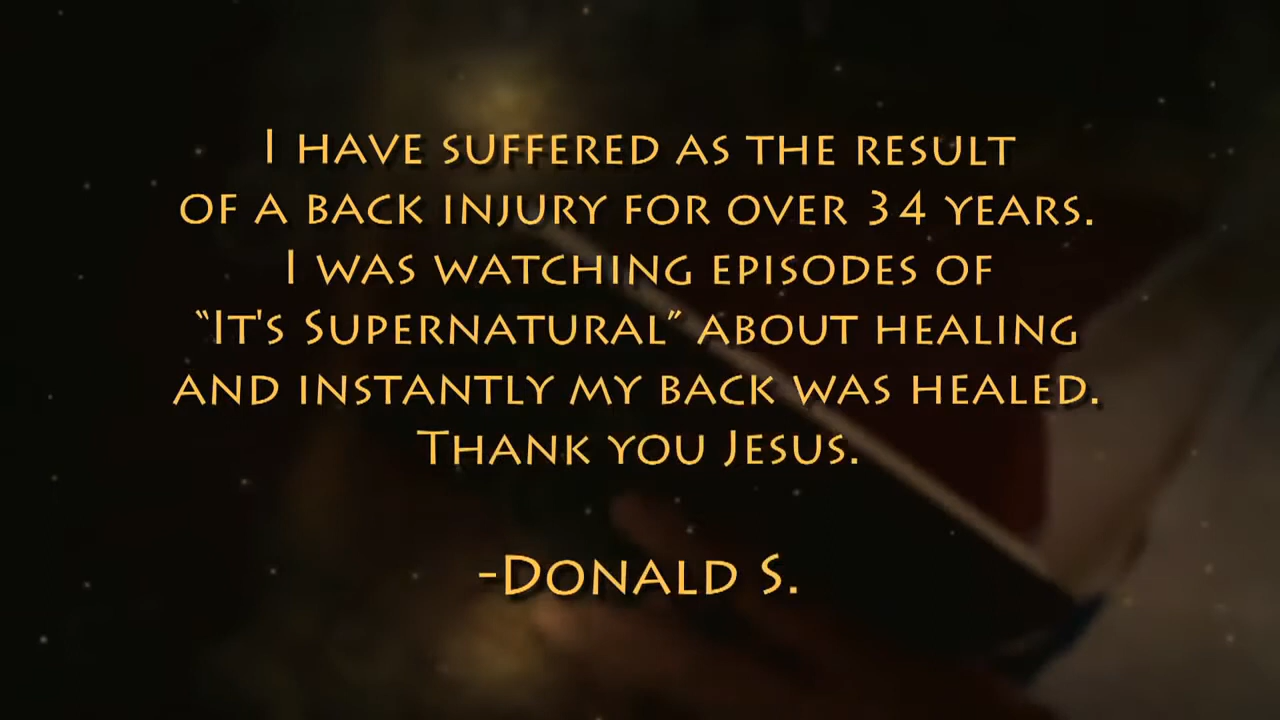 I HAVE SUFFERED AS THE RESULT
OF A BACK INJURY FOR OVER 34 YEARS.
I WAS WATCHING EPISODES OF
“IT'S SUPERNATURAL” ABOUT HEALING
AND INSTANTLY MY BACK WAS HEALED.
THANK YOU JESUS.
-DONALD S.